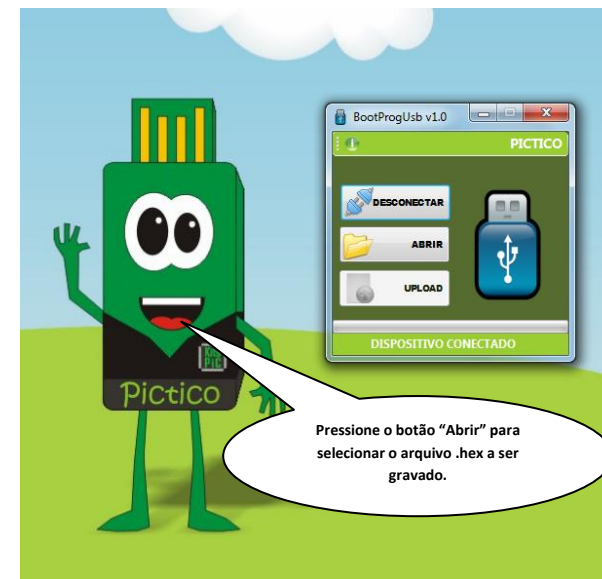 BootProgUsb v1.0
PICTICO
DESCONECTAR
ABRIR
UPLOAD
DISPOSITIVO CONECTADO
Pictico
Pressione o botão “Abrir” para
selecionar o arquivo .hex a ser
gravado.